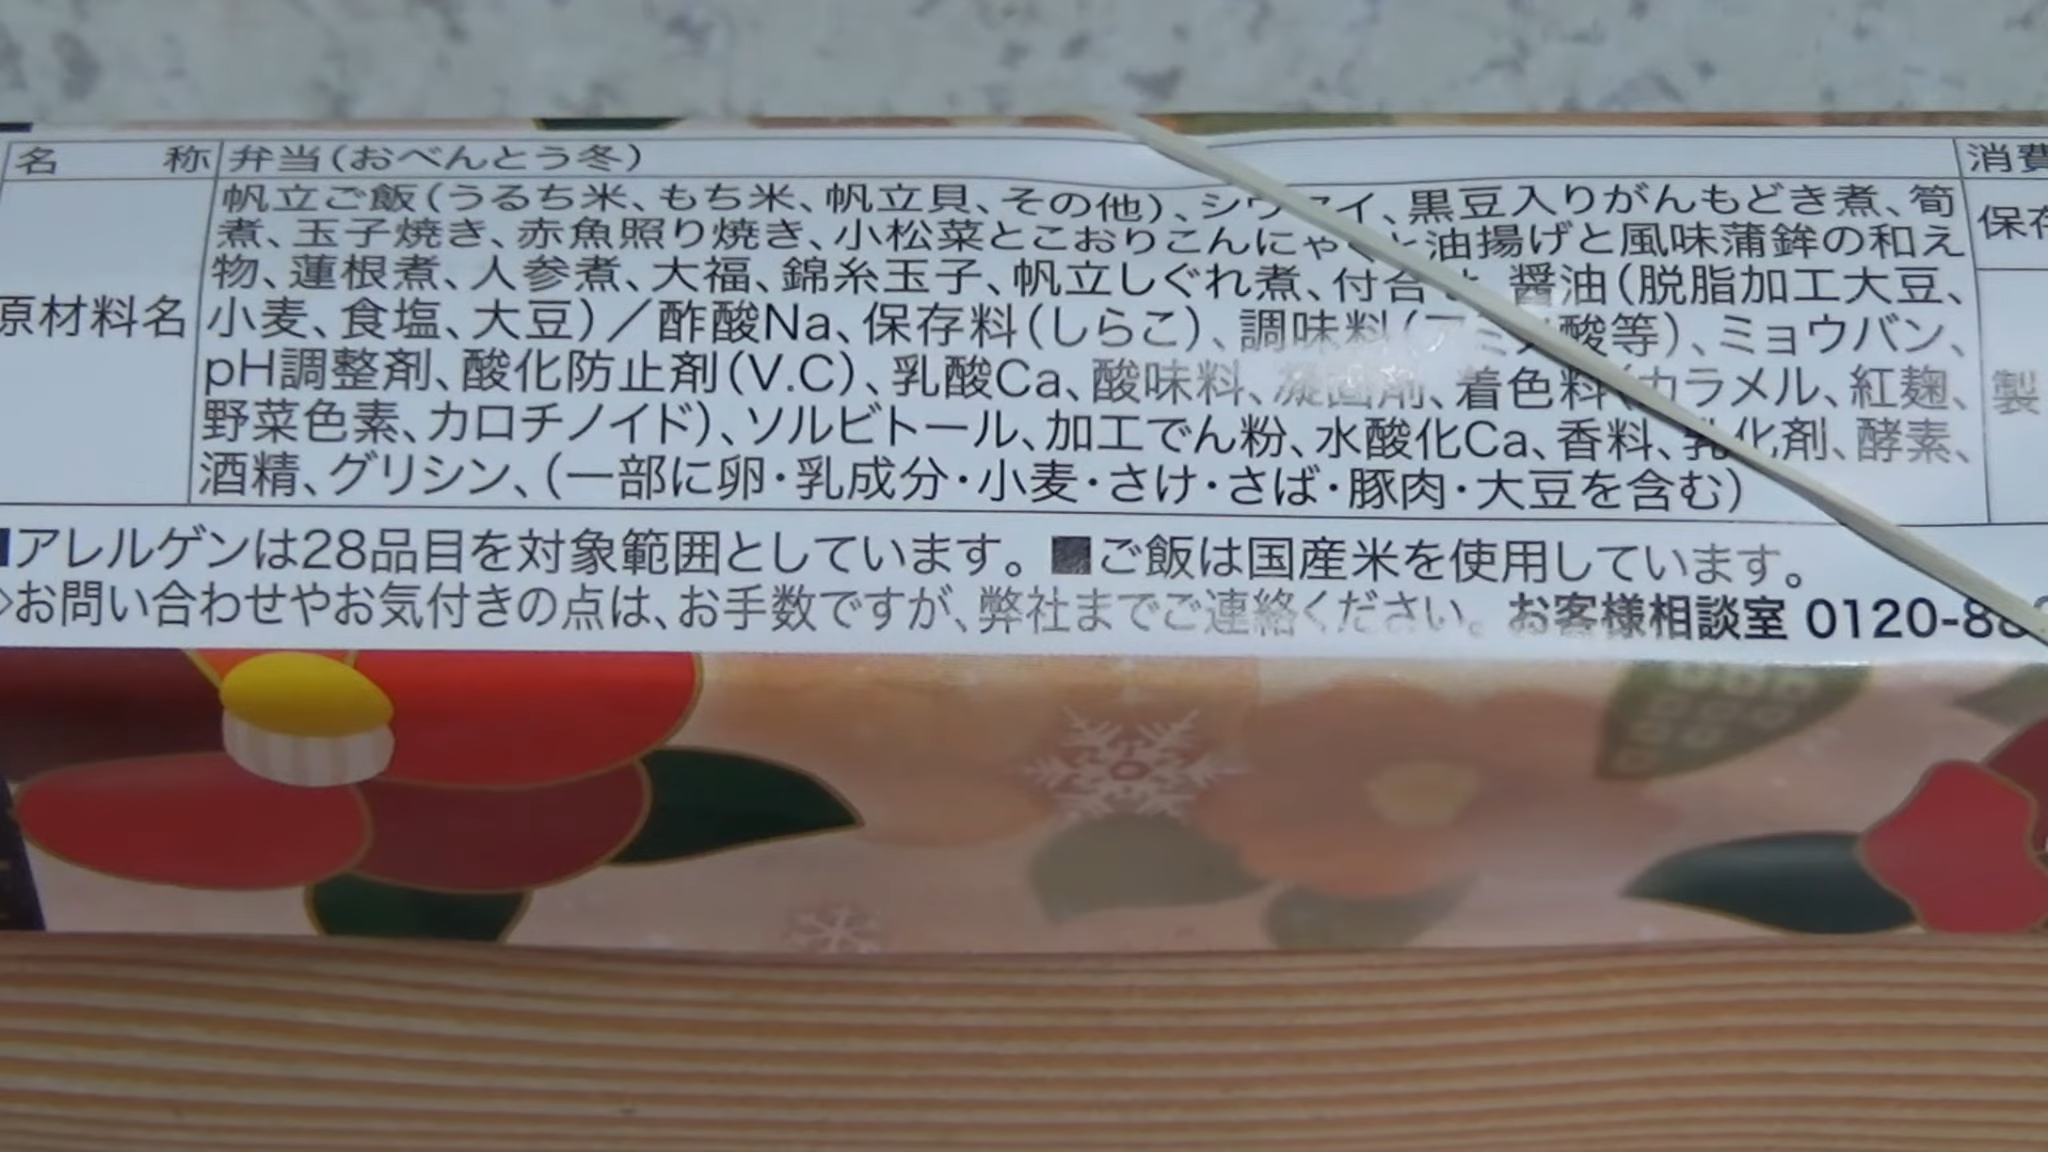 名 称 弁当(おべんとう冬) 消費
帆立ご飯(うるち米、もち米、帆立貝、その他)、シウマイ、黒豆入りがんもどき煮、筍 保存
煮、玉子焼き、赤魚照り焼き、小松菜とこおりこんにゃくと油揚げと風味蒲鉾の和え
物、蓮根煮、人参煮、大福、錦糸玉子、帆立しぐれ煮、付合せ、醤油(脱脂加工大豆、
原材料名 小麦、食塩、大豆)/酢酸Na、保存料(しらこ)、調味料(アミノ酸等)、ミョウバン、
pH調整剤、酸化防止剤(V.C)、乳酸Ca、酸味料、凝固剤、着色料(カラメル、紅麹、 製
野菜色素、カロチノイド)、ソルビトール、加工でん粉、水酸化Ca、香料、乳化剤、酵素、
酒精、グリシン、(一部に卵・乳成分・小麦・さけ・さば・豚肉・大豆を含む)
■アレルゲンは28品目を対象範囲としています。■ご飯は国産米を使用しています。
◇お問い合わせやお気付きの点は、お手数ですが、弊社までご連絡ください。お客様相談室 0120-88